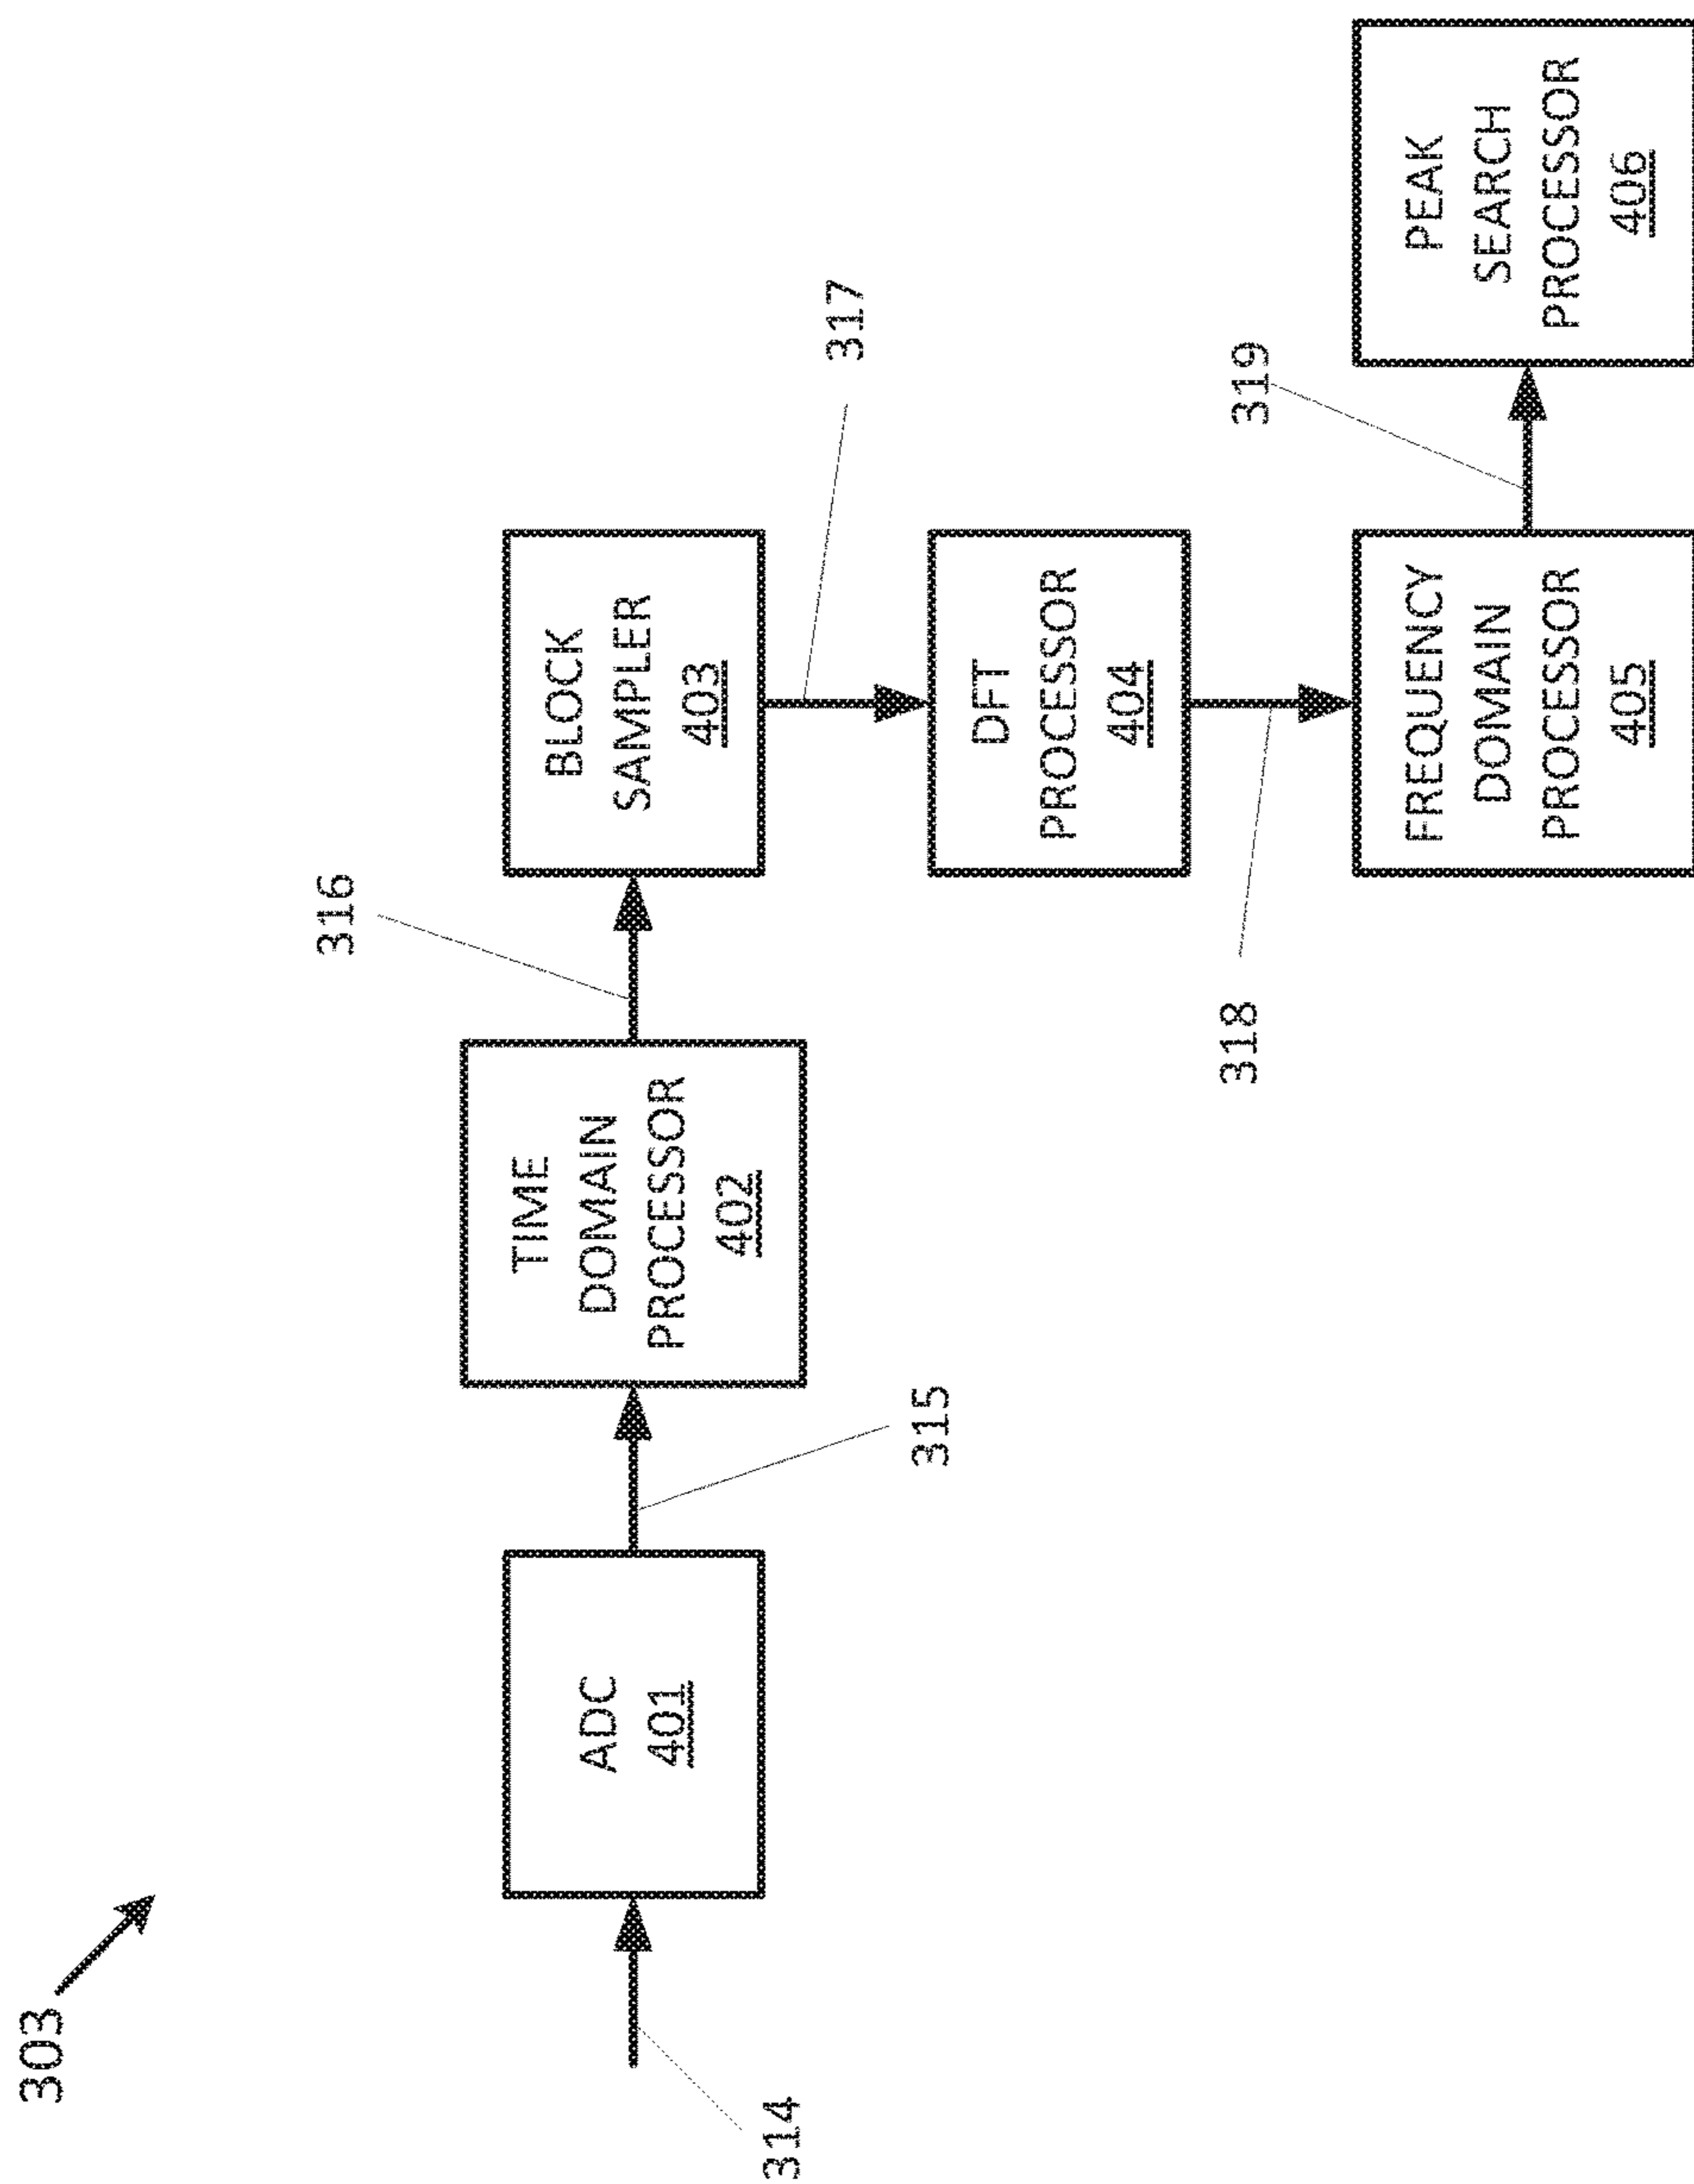 303
314
ADC
401
315
TIME
DOMAIN
PROCESSOR
402
316
BLOCK
SAMPLER
403
317
DFT
PROCESSOR
404
318
FREQUENCY
DOMAIN
PROCESSOR
405
319
PEAK
SEARCH
PROCESSOR
406